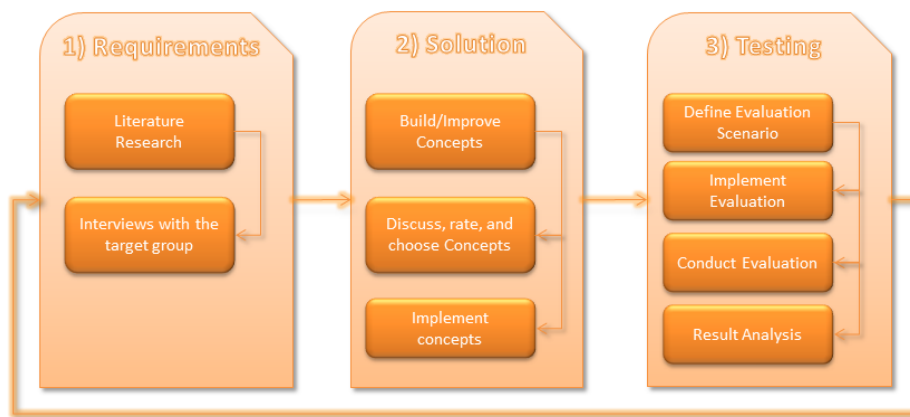 1) Requirements
Literature
Research
Interviews with the
target group
2) Solution
Build/Improve
Concepts
Discuss, rate, and
choose Concepts
Implement
concepts
3) Testing
Define Evaluation
Scenario
Implement
Evaluation
Conduct Evaluation
Result Analysis